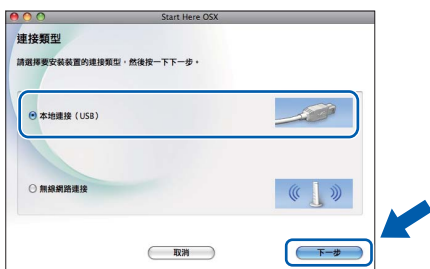 Start Here OSX
連接類型
請選擇要安裝裝置的連接類型，然後按一下下一步。
本地連接（USB）
無線網路連接
取消
下一步